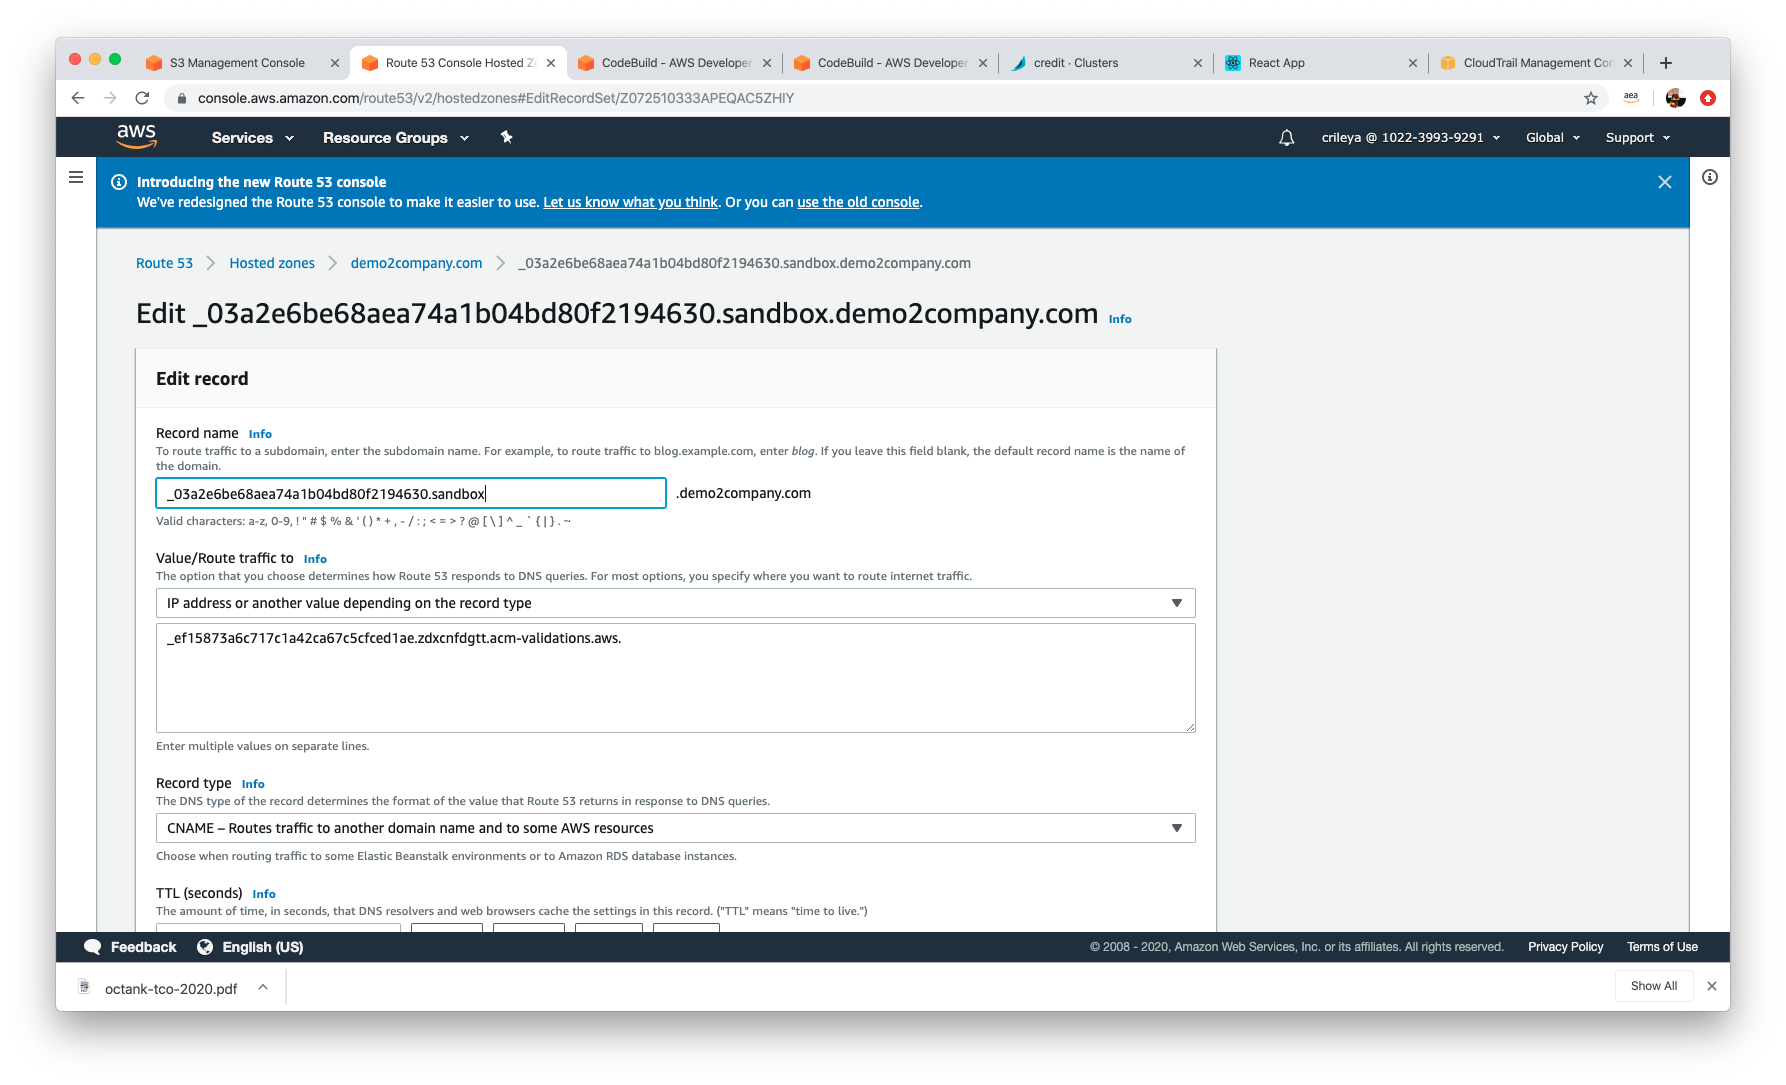 S3 Management Console
Route 53 Console Hosted Zo
CodeBuild - AWS Developer
CodeBuild - AWS Developer
credit · Clusters
React App
CloudTrail Management Con
console.aws.amazon.com/route53/v2/hostedzones#EditRecordSet/Z072510333APEQAC5ZHIY
aea
aws
Services
Resource Groups
crileya @ 1022-3993-9291
Global
Support
Introducing the new Route 53 console
We've redesigned the Route 53 console to make it easier to use. Let us know what you think. Or you can use the old console.
Route 53 > Hosted zones > demo2company.com > _03a2e6be68aea74a1b04bd80f2194630.sandbox.demo2company.com
Edit _03a2e6be68aea74a1b04bd80f2194630.sandbox.demo2company.com Info
Edit record
Record name Info
To route traffic to a subdomain, enter the subdomain name. For example, to route traffic to blog.example.com, enter blog. If you leave this field blank, the default record name is the name of
the domain.
_03a2e6be68aea74a1b04bd80f2194630.sandbox .demo2company.com
Valid characters: a-z, 0-9, ! " # $ % & ' ( ) * + , - / : ; < = > ? @ [ \ ] ^ _ ` { | } . ~
Value/Route traffic to Info
The option that you choose determines how Route 53 responds to DNS queries. For most options, you specify where you want to route internet traffic.
IP address or another value depending on the record type
_ef15873a6c717c1a42ca67c5cfced1ae.zdxcnfdgtt.acm-validations.aws.
Enter multiple values on separate lines.
Record type Info
The DNS type of the record determines the format of the value that Route 53 returns in response to DNS queries.
CNAME – Routes traffic to another domain name and to some AWS resources
Choose when routing traffic to some Elastic Beanstalk environments or to Amazon RDS database instances.
TTL (seconds) Info
The amount of time, in seconds, that DNS resolvers and web browsers cache the settings in this record. ("TTL" means "time to live.")
Feedback
English (US)
© 2008 - 2020, Amazon Web Services, Inc. or its affiliates. All rights reserved.
Privacy Policy
Terms of Use
octank-tco-2020.pdf
Show All